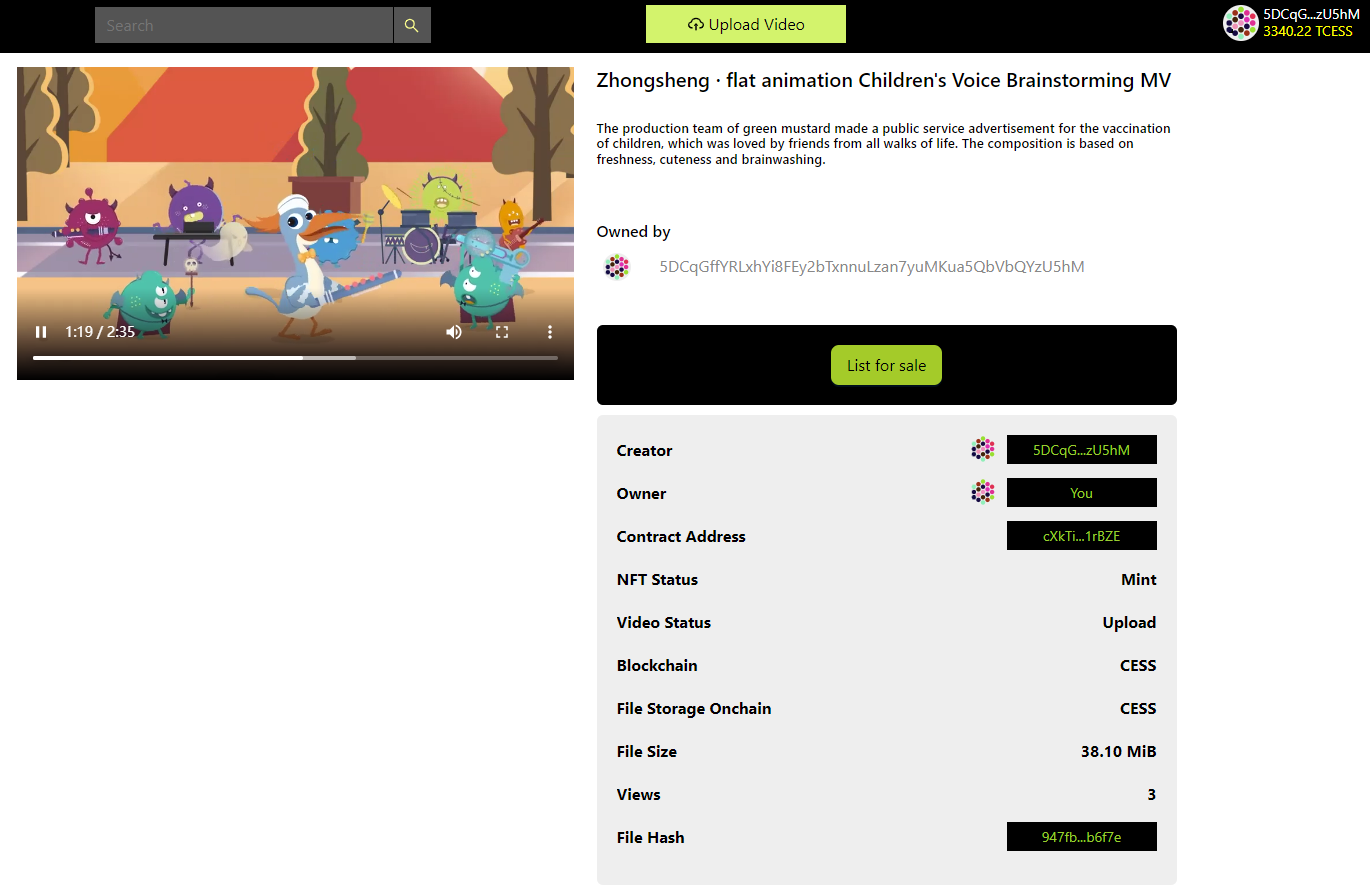 Search
Upload Video
5DCqG...zU5hM
3340.22 TCESS
1:19 / 2:35
Zhongsheng · flat animation Children's Voice Brainstorming MV
The production team of green mustard made a public service advertisement for the vaccination
of children, which was loved by friends from all walks of life. The composition is based on
freshness, cuteness and brainwashing.
Owned by
5DCqGffYRLxhYi8FEy2bTxnnuLzan7yuMKua5QbVbQYzU5hM
List for sale
Creator 5DCqG...zU5hM
Owner You
Contract Address cXkTi...1rBZE
NFT Status Mint
Video Status Upload
Blockchain CESS
File Storage Onchain CESS
File Size 38.10 MiB
Views 3
File Hash 947fb...b6f7e